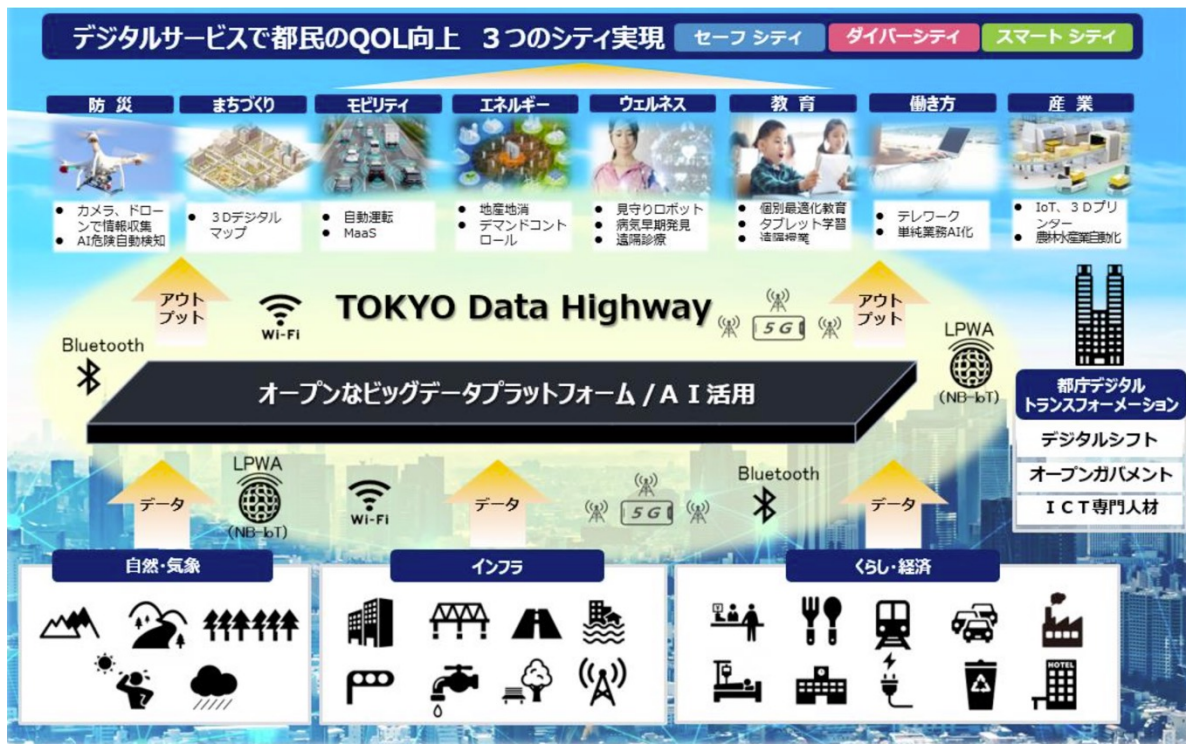 デジタルサービスで都民のQOL向上 3つのシティ実現 セーフ シティ ダイバーシティ スマート シティ
防 災
まちづくり
モビリティ
エネルギー
ウェルネス
教 育
働き方
産 業
● カメラ、ドロー
ンで情報収集
● AI危険自動検知
● 3Dデジタル
マップ
● 自動運転
● MaaS
● 地産地消
● デマンドコント
ロール
● 見守りロボット
● 病気早期発見
● 遠隔診療
● 個別最適化教育
● タブレット学習
● 遠隔授業
● テレワーク
● 単純業務AI化
● IoT、3Dプリ
ンター
● 農林水産業自動化
アウト
プット
Wi-Fi
TOKYO Data Highway
5G
アウト
プット
Bluetooth
LPWA
(NB-IoT)
オープンなビッグデータプラットフォーム / AI活用
都庁デジタル
トランスフォーメーション
デジタルシフト
オープンガバメント
ICT専門人材
データ
LPWA
(NB-IoT)
Wi-Fi
データ
5G
Bluetooth
データ
自然・気象
インフラ
くらし・経済
HOTEL